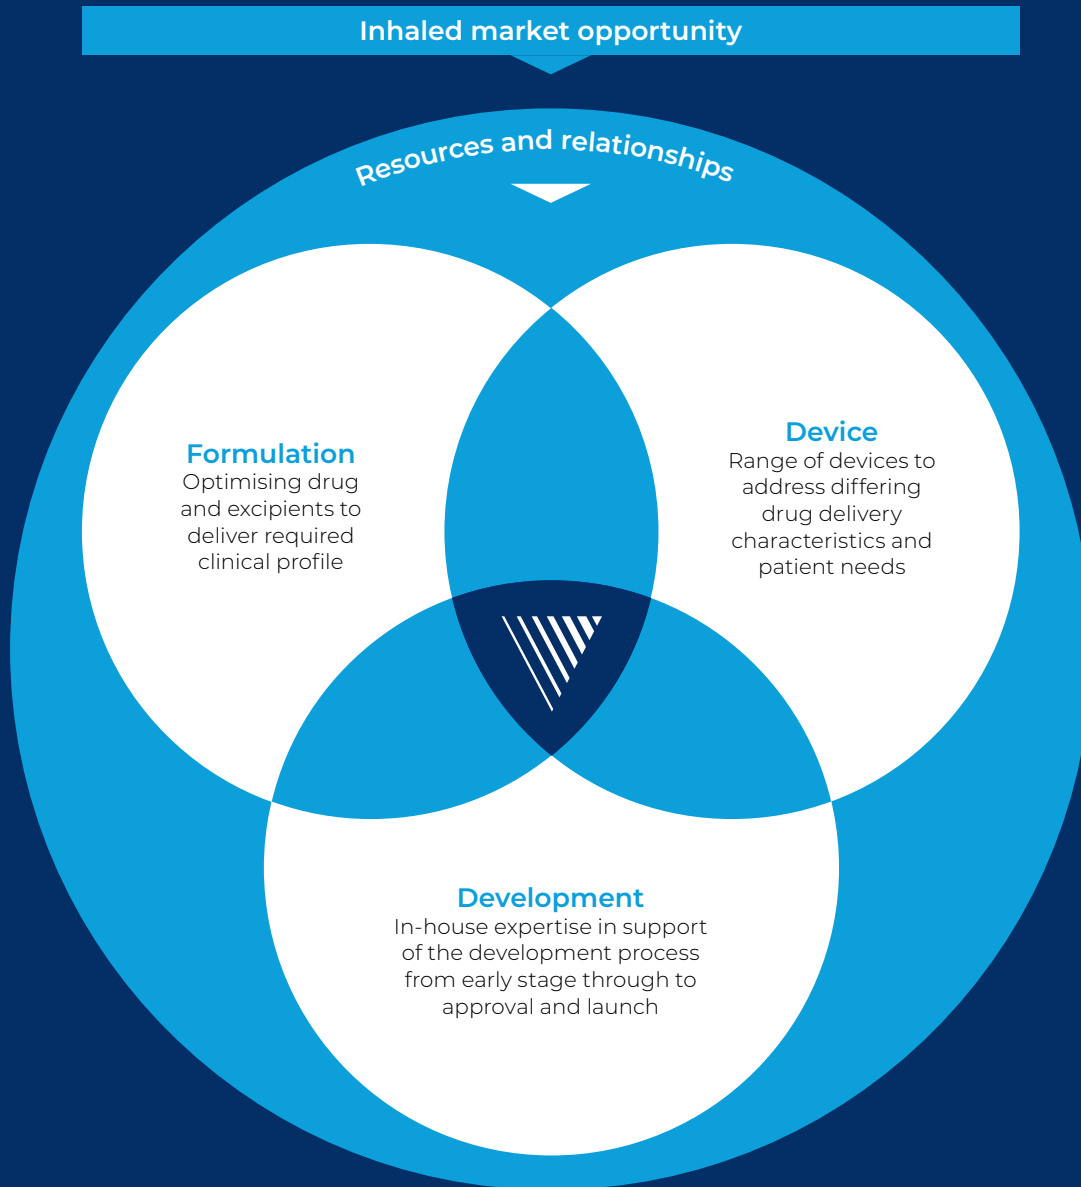 Inhaled market opportunity
Resources and relationships
Formulation
Optimising drug
and excipients to
deliver required
clinical profile
Device
Range of devices to
address differing
drug delivery
characteristics and
patient needs
Development
In-house expertise in support
of the development process
from early stage through to
approval and launch